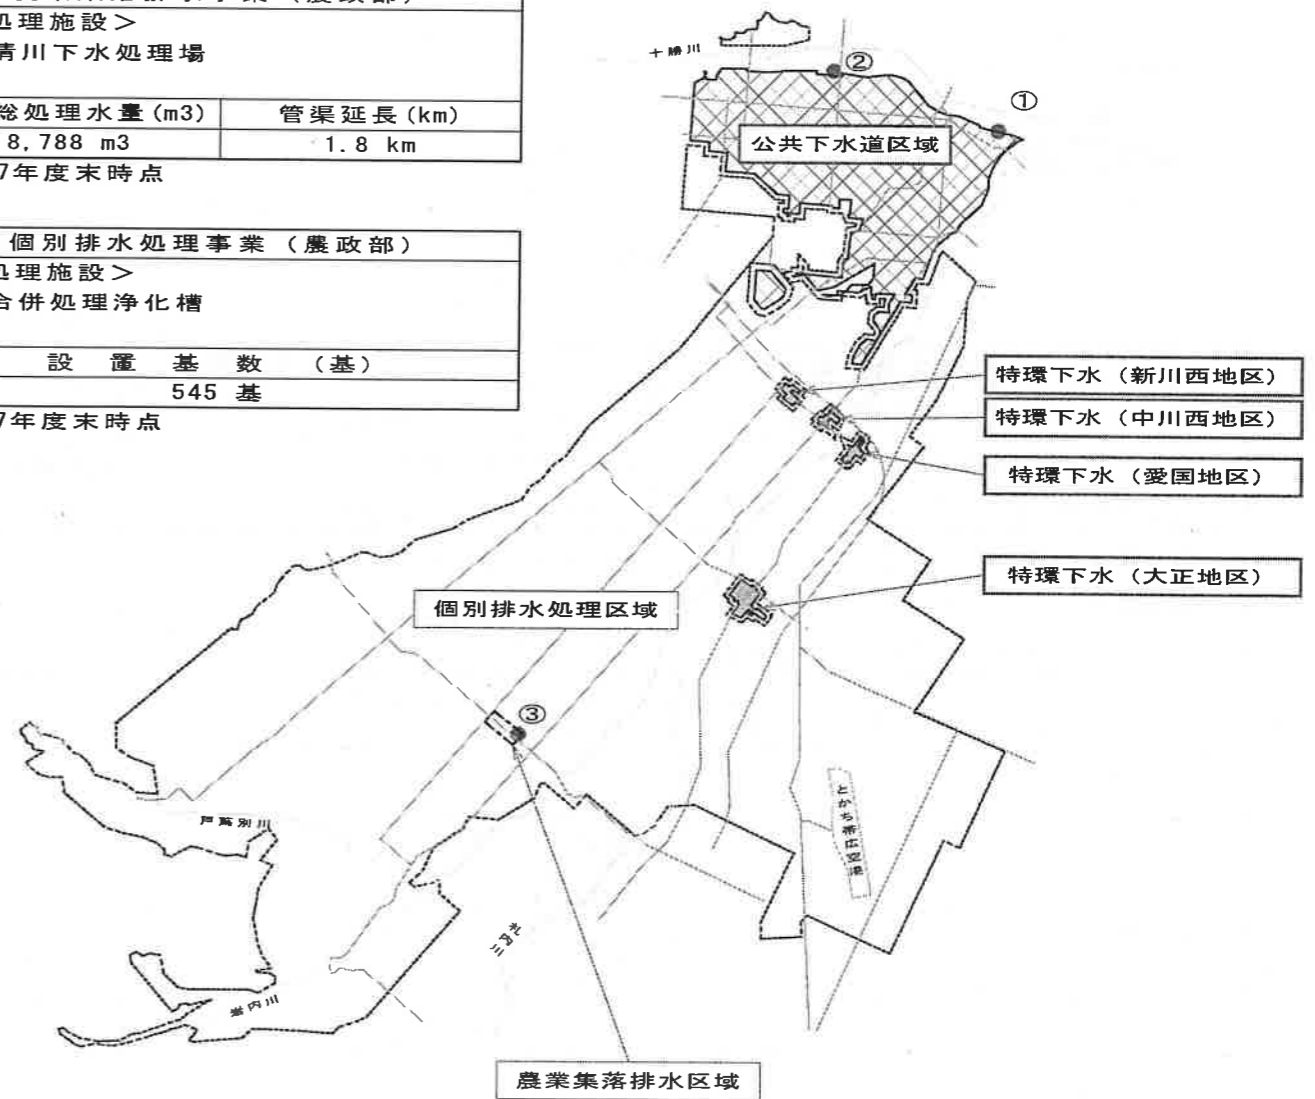 処理施設＞
清川下水処理場
総処理水量(m3) 管渠延長(km)
8,788 m3 1.8 km
7年度末時点
個別排水処理事業（農政部）
処理施設＞
合併処理浄化槽
設置基数（基）
545 基
7年度末時点
十勝川
②
①
公共下水道区域
特環下水（新川西地区）
特環下水（中川西地区）
特環下水（愛国地区）
特環下水（大正地区）
個別排水処理区域
③
戸蔦別川
とかち帯広空港
札内川
岩内川
農業集落排水区域